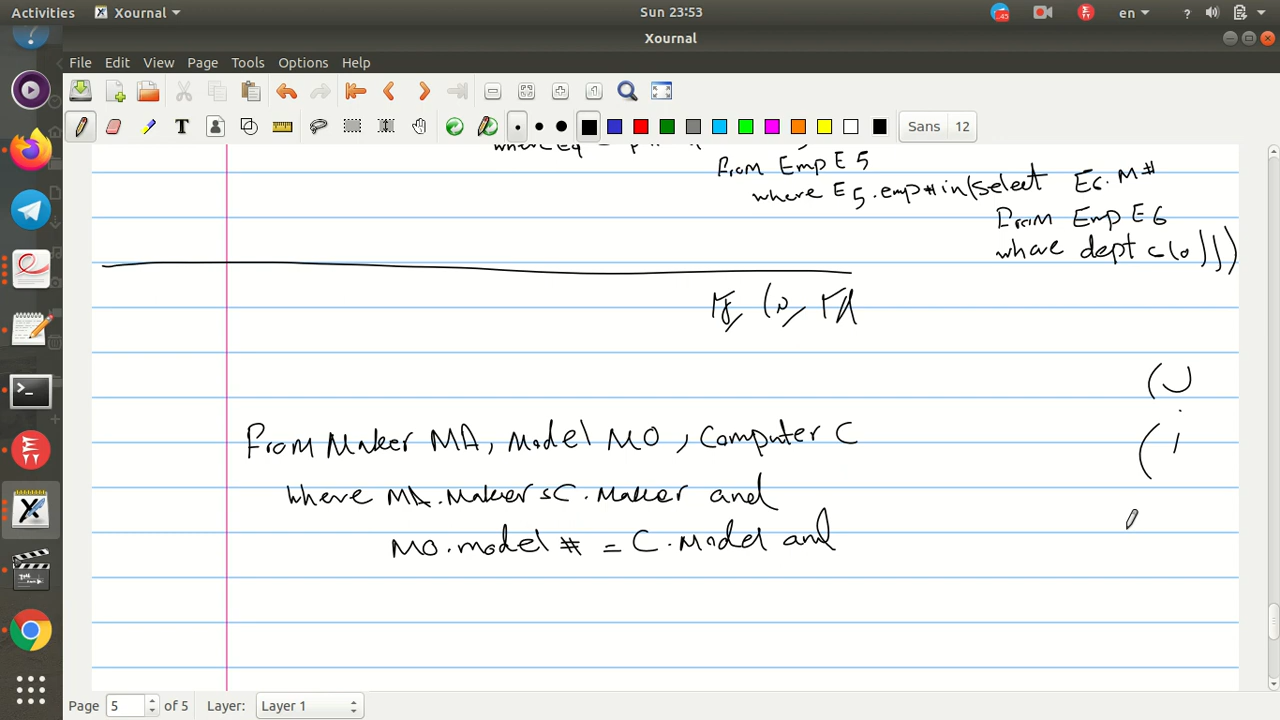 Activities Xournal Sun 23:53 en ?
Xournal
File Edit View Page Tools Options Help
Sans 12
From Emp E 5
where E5.emp# in (select E6.M#
From Emp E6
where dept c10)))
From Maker MA, Model MO, Computer C
where MA.Maker = C.Maker and
MO.model # = C.Model and
Page 5 of 5 Layer: Layer 1